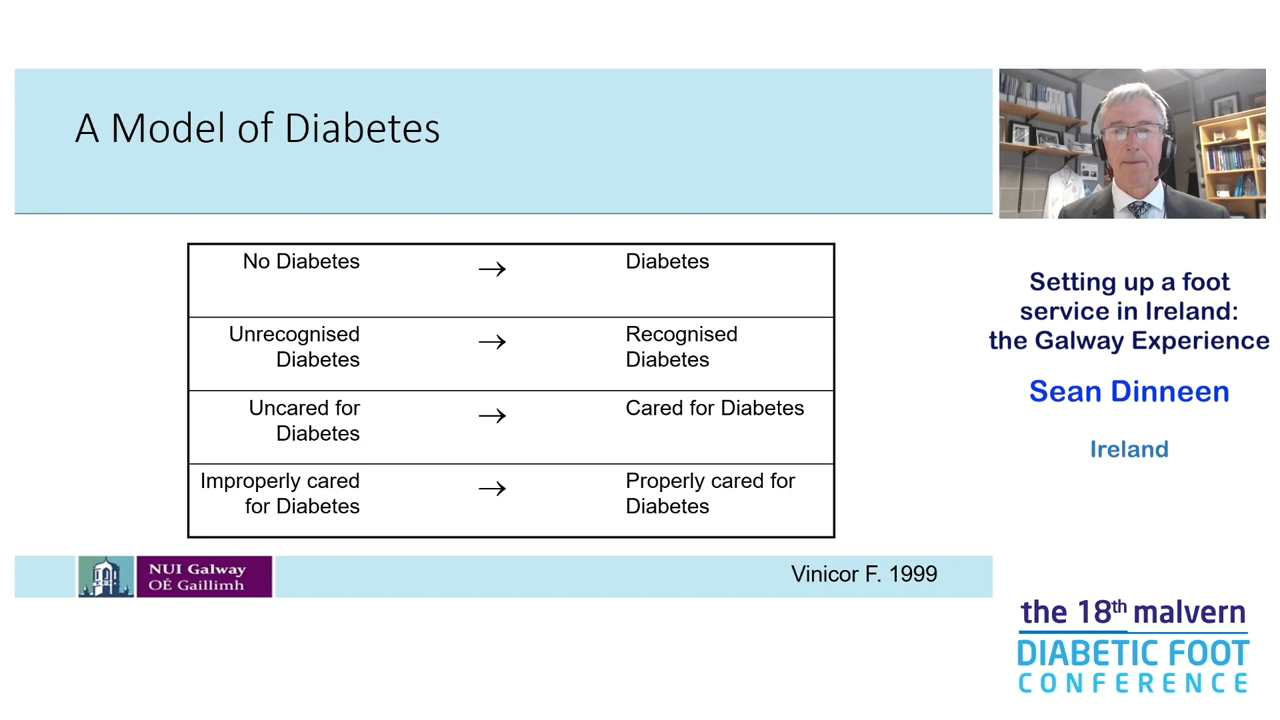 A Model of Diabetes
No Diabetes → Diabetes
Unrecognised → Recognised
Diabetes Diabetes
Uncared for → Cared for Diabetes
Diabetes
Improperly cared → Properly cared for
for Diabetes Diabetes
NUI Galway
OÉ Gaillimh
Vinicor F. 1999
Setting up a foot
service in Ireland:
the Galway Experience
Sean Dinneen
Ireland
the 18th malvern
DIABETIC FOOT
CONFERENCE